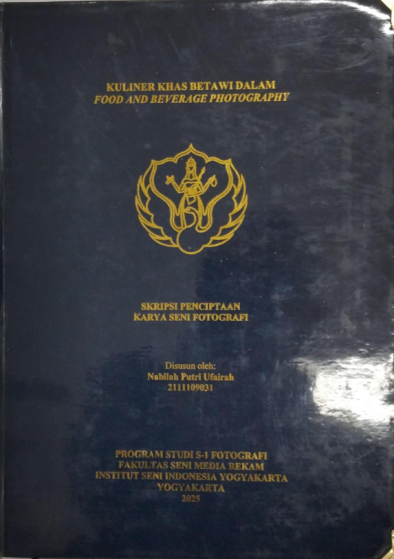 KULINER KHAS BETAWI DALAM
FOOD AND BEVERAGE PHOTOGRAPHY
SKRIPSI PENCIPTAAN
KARYA SENI FOTOGRAFI
Disusun oleh:
Nabilah Putri Ufairah
2111109031
PROGRAM STUDI S-1 FOTOGRAFI
FAKULTAS SENI MEDIA REKAM
INSTITUT SENI INDONESIA YOGYAKARTA
YOGYAKARTA
2025